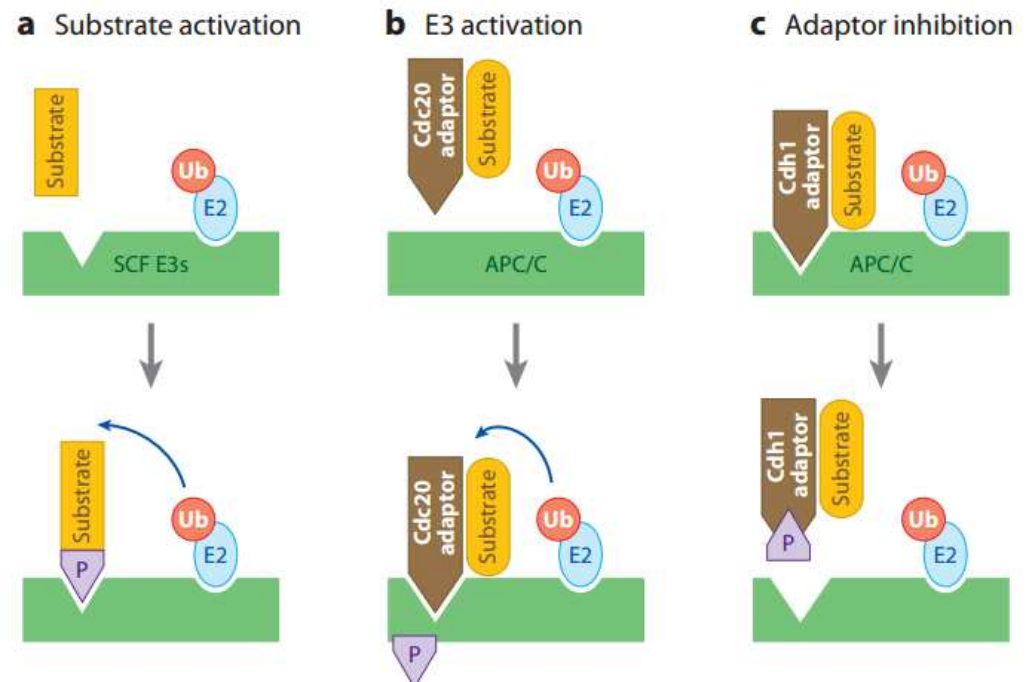 a Substrate activation
Substrate
Ub
E2
SCF E3s
Substrate
P
Ub
E2
b E3 activation
Cdc20
adaptor
Substrate
Ub
E2
APC/C
Cdc20
adaptor
Substrate
Ub
E2
P
c Adaptor inhibition
Cdh1
adaptor
Substrate
Ub
E2
APC/C
Cdh1
adaptor
Substrate
P
Ub
E2